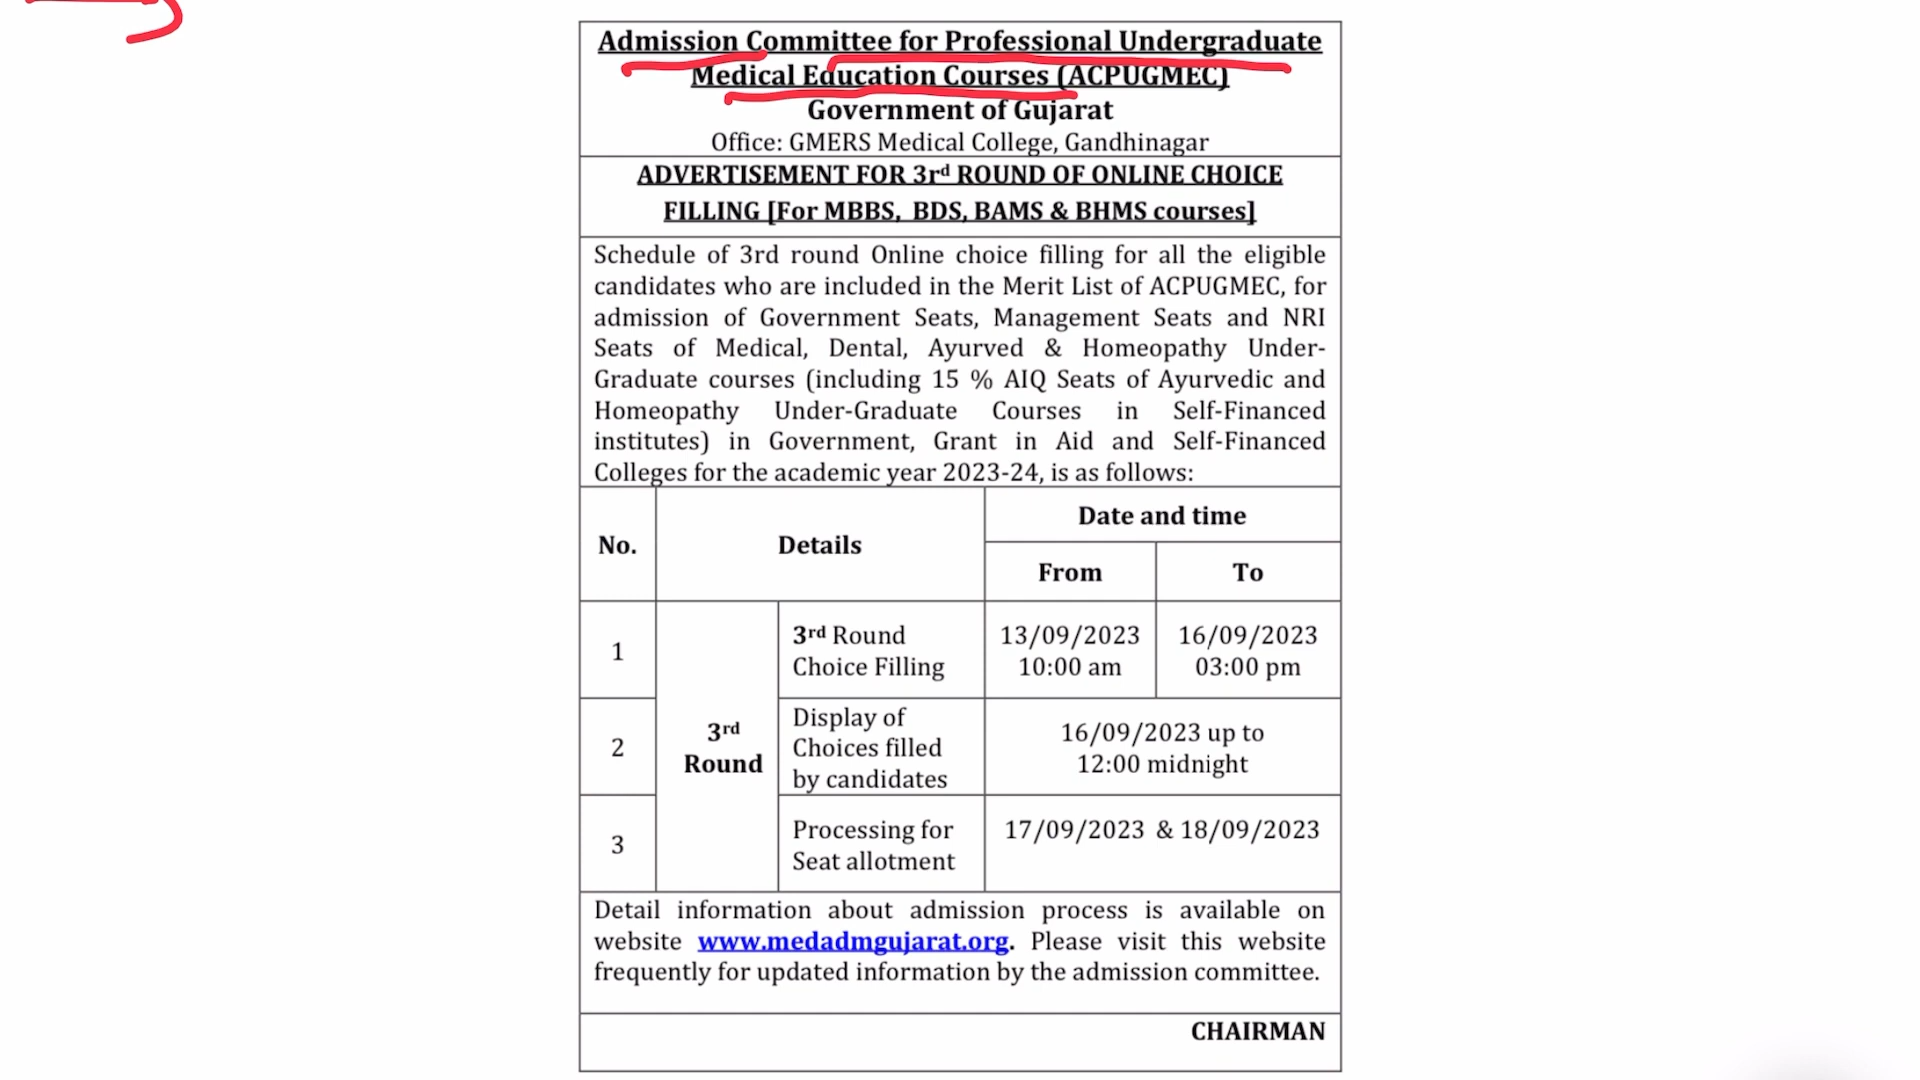 Admission Committee for Professional Undergraduate
Medical Education Courses (ACPUGMEC)
Government of Gujarat
Office: GMERS Medical College, Gandhinagar
ADVERTISEMENT FOR 3rd ROUND OF ONLINE CHOICE
FILLING [For MBBS, BDS, BAMS & BHMS courses]
Schedule of 3rd round Online choice filling for all the eligible
candidates who are included in the Merit List of ACPUGMEC, for
admission of Government Seats, Management Seats and NRI
Seats of Medical, Dental, Ayurved & Homeopathy Under-
Graduate courses (including 15 % AIQ Seats of Ayurvedic and
Homeopathy Under-Graduate Courses in Self-Financed
institutes) in Government, Grant in Aid and Self-Financed
Colleges for the academic year 2023-24, is as follows:
No. Details Date and time
From To
1 3rd Round Choice Filling 13/09/2023 10:00 am 16/09/2023 03:00 pm
3rd Round
2 Display of Choices filled by candidates 16/09/2023 up to 12:00 midnight
3 Processing for Seat allotment 17/09/2023 & 18/09/2023
Detail information about admission process is available on
website www.medadmgujarat.org. Please visit this website
frequently for updated information by the admission committee.
CHAIRMAN